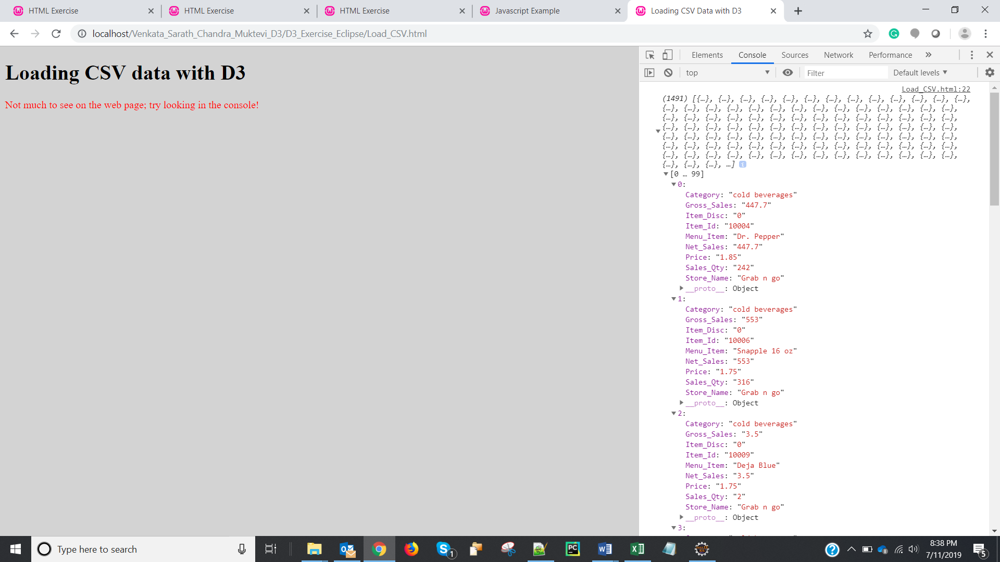 HTML Exercise
HTML Exercise
HTML Exercise
Javascript Example
Loading CSV Data with D3
localhost/Venkata_Sarath_Chandra_Muktevi_D3/D3_Exercise_Eclipse/Load_CSV.html
Loading CSV data with D3
Not much to see on the web page; try looking in the console!
Elements Console Sources Network Performance »
top Filter Default levels
Load_CSV.html:22
(1491) [{…}, {…}, {…}, {…}, {…}, {…}, {…}, {…}, {…}, {…}, {…}, {…}, {…},
{…}, {…}, {…}, {…}, {…}, {…}, {…}, {…}, {…}, {…}, {…}, {…}, {…}, {…},
{…}, {…}, {…}, {…}, {…}, {…}, {…}, {…}, {…}, {…}, {…}, {…}, {…}, {…},
{…}, {…}, {…}, {…}, {…}, {…}, {…}, {…}, {…}, {…}, {…}, {…}, {…}, {…},
{…}, {…}, {…}, {…}, {…}, {…}, {…}, {…}, {…}, {…}, {…}, {…}, {…}, {…},
{…}, {…}, {…}, {…}, {…}, {…}, {…}, {…}, {…}, {…}, {…}, {…}, {…}, {…},
{…}, {…}, {…}, {…}, {…}, {…}, {…}, {…}, {…}, {…}, {…}, {…}, {…}, {…},
{…}, {…}, {…}, …] i
[0 … 99]
0:
Category: "cold beverages"
Gross_Sales: "447.7"
Item_Disc: "0"
Item_Id: "10004"
Menu_Item: "Dr. Pepper"
Net_Sales: "447.7"
Price: "1.85"
Sales_Qty: "242"
Store_Name: "Grab n go"
__proto__: Object
1:
Category: "cold beverages"
Gross_Sales: "553"
Item_Disc: "0"
Item_Id: "10006"
Menu_Item: "Snapple 16 oz"
Net_Sales: "553"
Price: "1.75"
Sales_Qty: "316"
Store_Name: "Grab n go"
__proto__: Object
2:
Category: "cold beverages"
Gross_Sales: "3.5"
Item_Disc: "0"
Item_Id: "10009"
Menu_Item: "Deja Blue"
Net_Sales: "3.5"
Price: "1.75"
Sales_Qty: "2"
Store_Name: "Grab n go"
__proto__: Object
3:
Type here to search
8:38 PM
7/11/2019
5